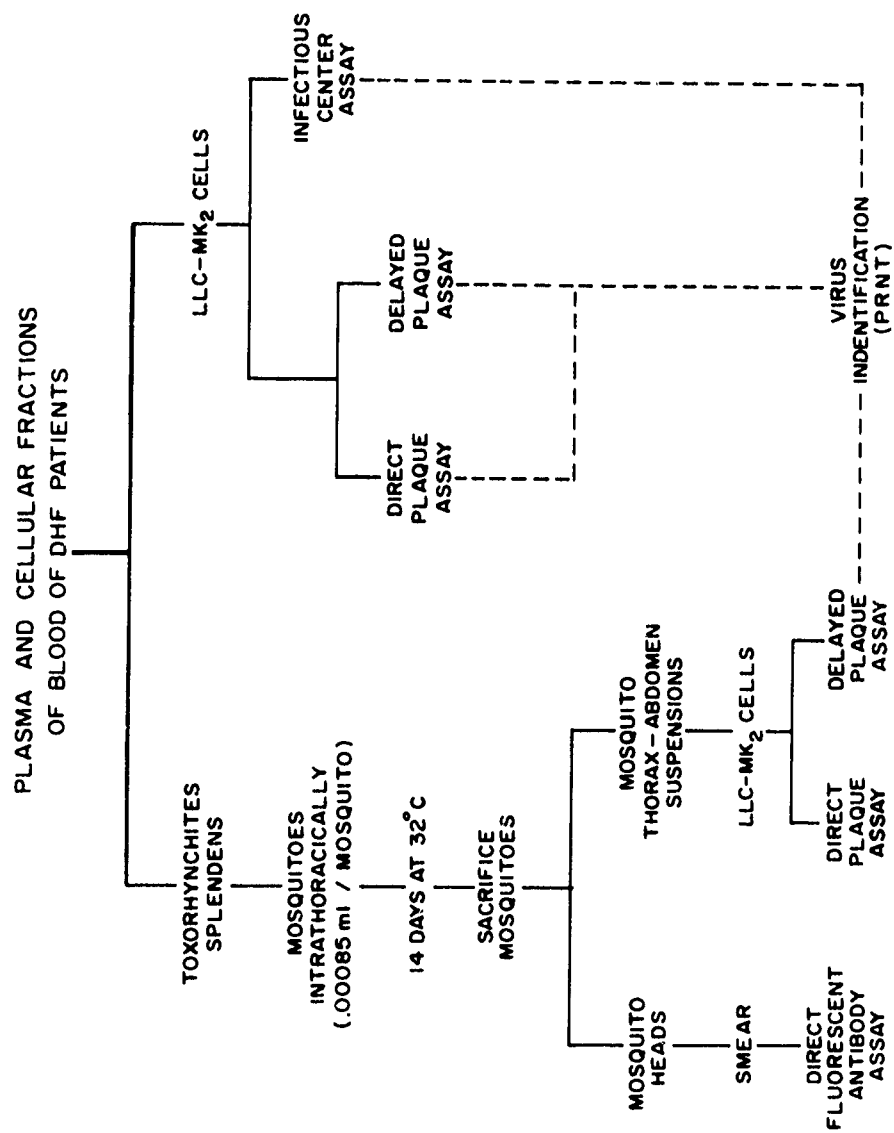 PLASMA AND CELLULAR FRACTIONS
OF BLOOD OF DHF PATIENTS
TOXORHYNCHITES
SPLENDENS
MOSQUITOES
INTRATHORACICALLY
(.00085 ml / MOSQUITO)
14 DAYS AT 32°C
SACRIFICE
MOSQUITOES
MOSQUITO
HEADS
SMEAR
DIRECT
FLUORESCENT
ANTIBODY
ASSAY
MOSQUITO
THORAX-ABDOMEN
SUSPENSIONS
LLC-MK₂ CELLS
DIRECT
PLAQUE
ASSAY
DELAYED
PLAQUE
ASSAY
LLC-MK₂ CELLS
DIRECT
PLAQUE
ASSAY
DELAYED
PLAQUE
ASSAY
INFECTIOUS
CENTER
ASSAY
VIRUS
INDENTIFICATION
(PRNT)